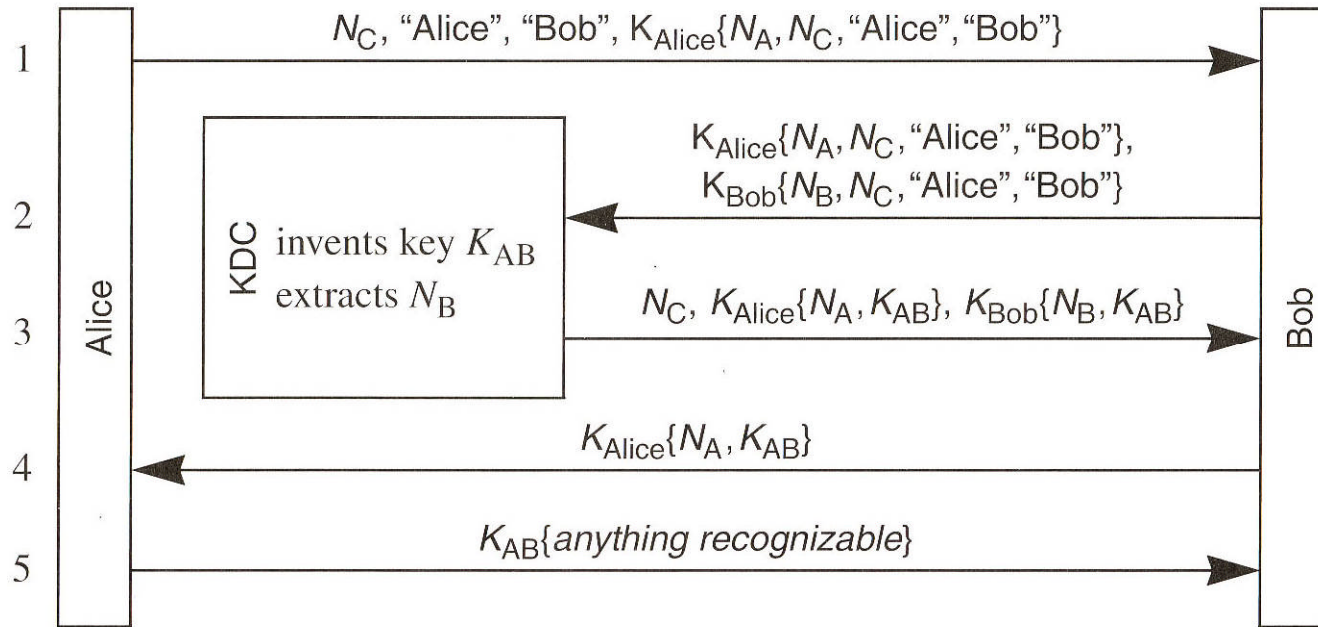 1
N_C, “Alice”, “Bob”, K_Alice{N_A, N_C, “Alice”, “Bob”}
2
K_Alice{N_A, N_C, “Alice”, “Bob”},
K_Bob{N_B, N_C, “Alice”, “Bob”}
KDC
invents key K_AB
extracts N_B
3
N_C, K_Alice{N_A, K_AB}, K_Bob{N_B, K_AB}
Alice
Bob
4
K_Alice{N_A, K_AB}
5
K_AB{anything recognizable}